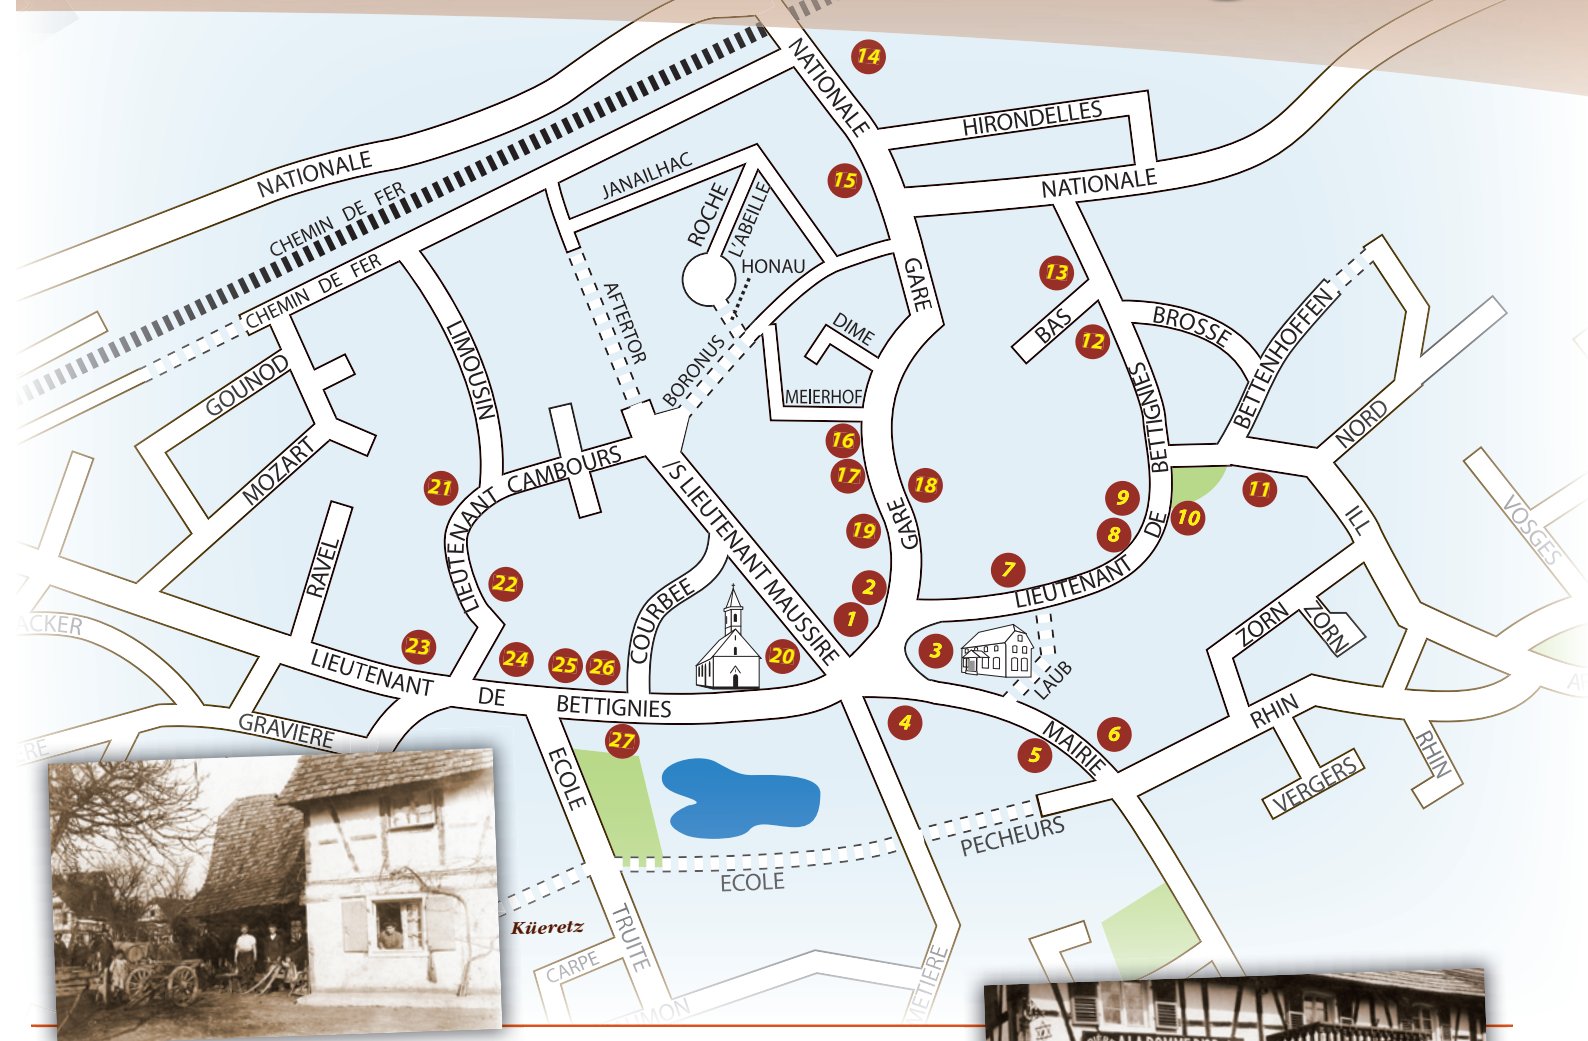 14
NATIONALE
HIRONDELLES
NATIONALE
CHEMIN DE FER
JANAILHAC
15
NATIONALE
ROCHE
L'ABEILLE
HONAU
CHEMIN DE FER
GARE
13
AFTERTOR
BAS
BROSSE
12
DIME
LIMOUSIN
BORONUS
BETTENHOFFEN
GOUNOD
MEIERHOF
BETTIGNIES
NORD
16
MOZART
CAMBOURS
17
18
21
/S LIEUTENANT MAUSSIRE
9
10
11
VOSGES
ILL
LIEUTENANT
19
GARE
8
DE
RAVEL
22
2
7
LIEUTENANT
COURBEE
1
ZORN
ZORN
ACKER
23
24
25
26
20
3
LAUB
LIEUTENANT
DE
BETTIGNIES
GRAVIERE
27
4
5
6
MAIRIE
RHIN
RHIN
VERGERS
ECOLE
PECHEURS
ECOLE
Küeretz
TRUITE
CARPE
METIERE
UMON